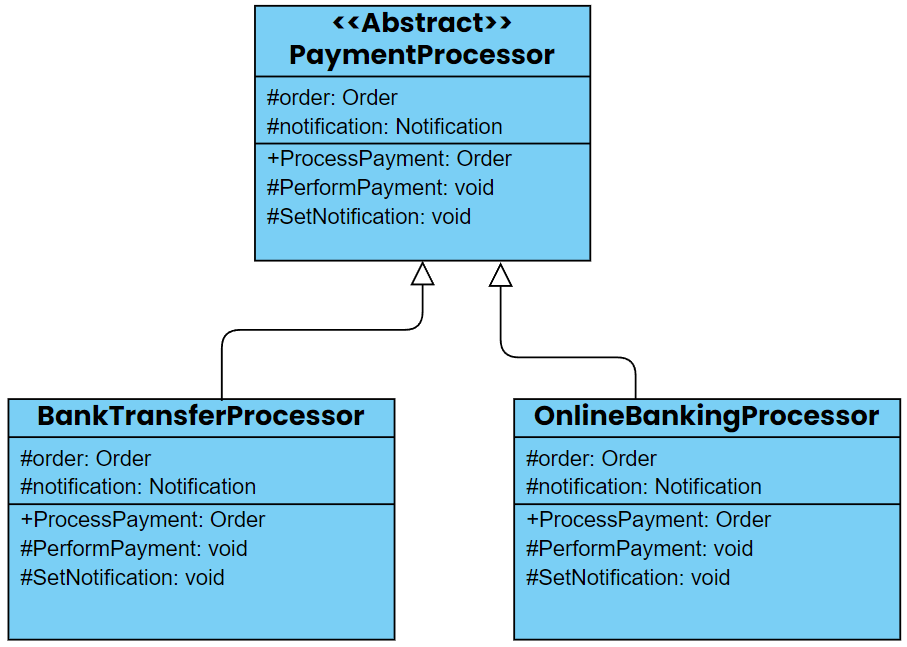 <<Abstract>>
PaymentProcessor
#order: Order
#notification: Notification
+ProcessPayment: Order
#PerformPayment: void
#SetNotification: void
BankTransferProcessor
#order: Order
#notification: Notification
+ProcessPayment: Order
#PerformPayment: void
#SetNotification: void
OnlineBankingProcessor
#order: Order
#notification: Notification
+ProcessPayment: Order
#PerformPayment: void
#SetNotification: void